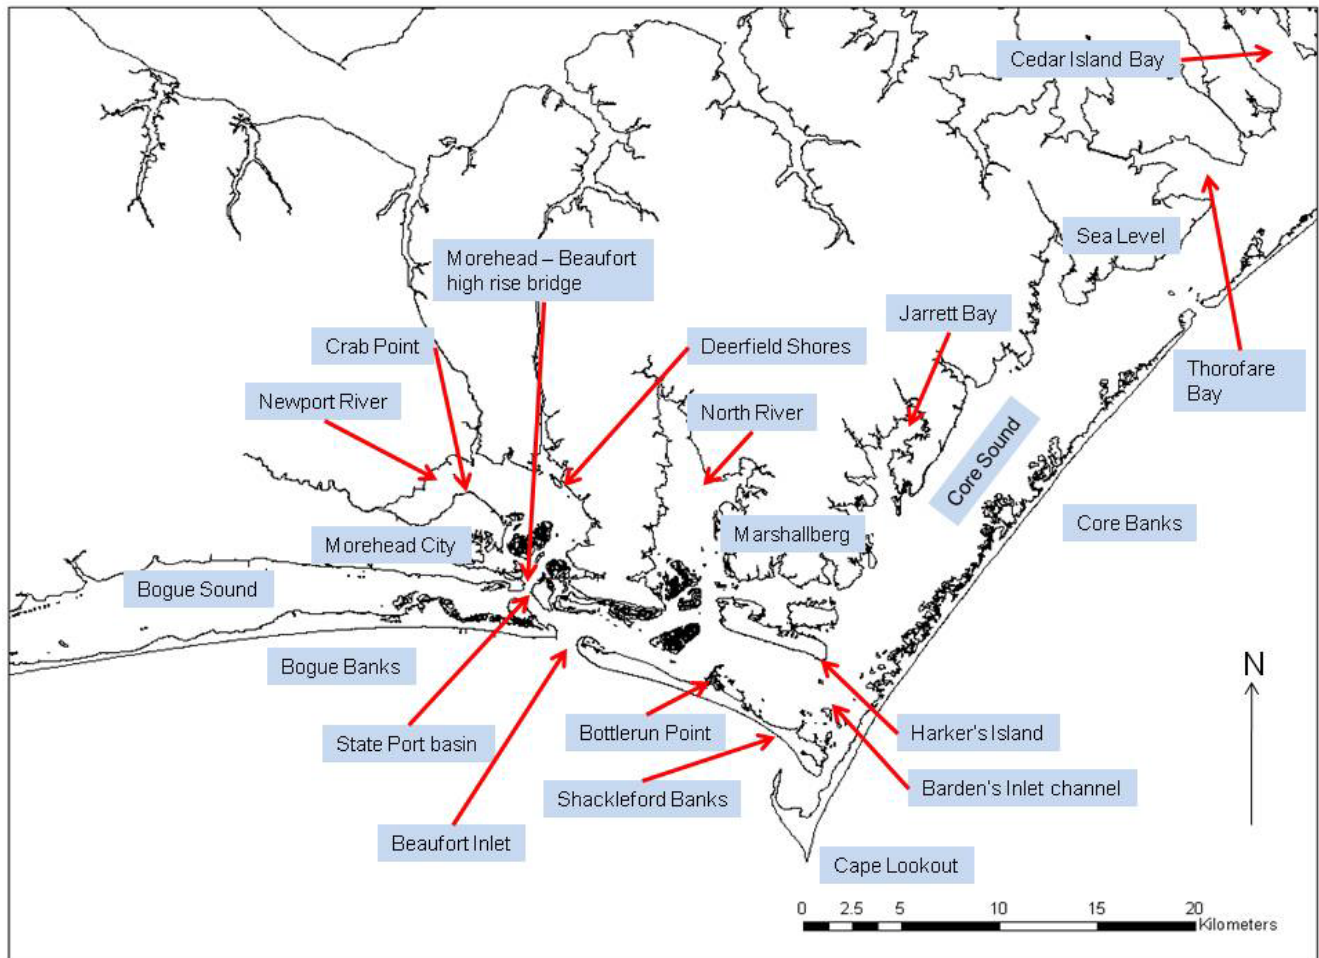 Cedar Island Bay
Sea Level
Morehead – Beaufort
high rise bridge
Jarrett Bay
Crab Point
Deerfield Shores
Thorofare
Bay
Newport River
North River
Core Sound
Core Banks
Marshallberg
Morehead City
Bogue Sound
Bogue Banks
N
State Port basin
Bottlerun Point
Harker's Island
Shackleford Banks
Barden's Inlet channel
Beaufort Inlet
Cape Lookout
0 2.5 5 10 15 20
Kilometers